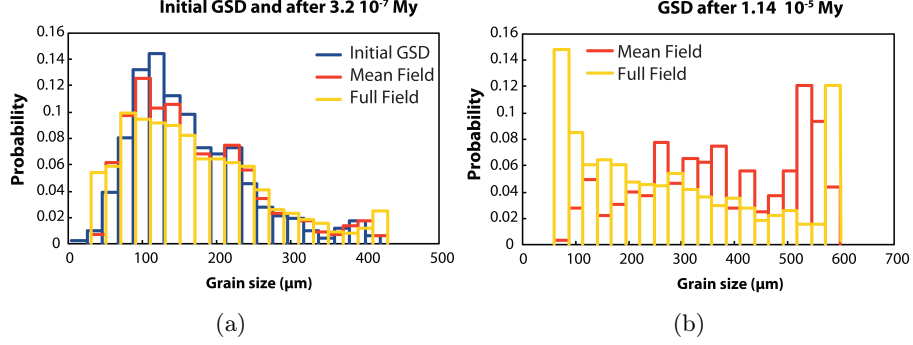 Initial GSD and after 3.2 10-7 My
0.16
0.14
0.12
0.1
0.08
0.06
0.04
0.02
0
Probability
Initial GSD
Mean Field
Full Field
0
100
200
300
400
500
Grain size (µm)
(a)
GSD after 1.14 10-5 My
0.16
0.14
0.12
0.1
0.08
0.06
0.04
0.02
0
Probability
Mean Field
Full Field
0
100
200
300
400
500
600
700
Grain size (µm)
(b)